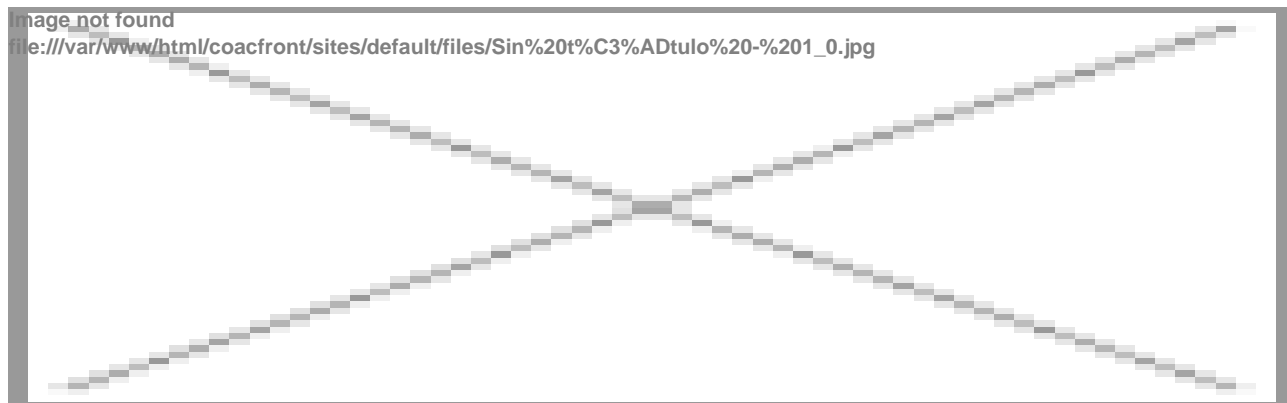 Image not found
file:///var/www/html/coacfront/sites/default/files/Sin%20t%C3%ADtulo%20-%201_0.jpg